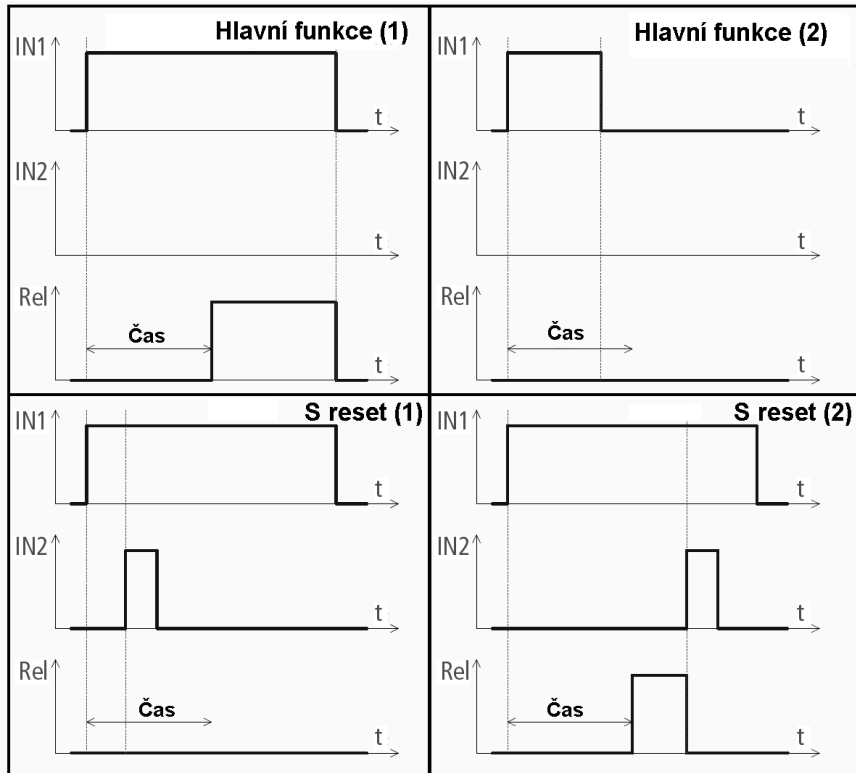 Hlavní funkce (1)
IN1
t
IN2
t
Rel
Čas
t
Hlavní funkce (2)
IN1
t
IN2
t
Rel
Čas
t
S reset (1)
IN1
t
IN2
t
Rel
Čas
t
S reset (2)
IN1
t
IN2
t
Rel
Čas
t